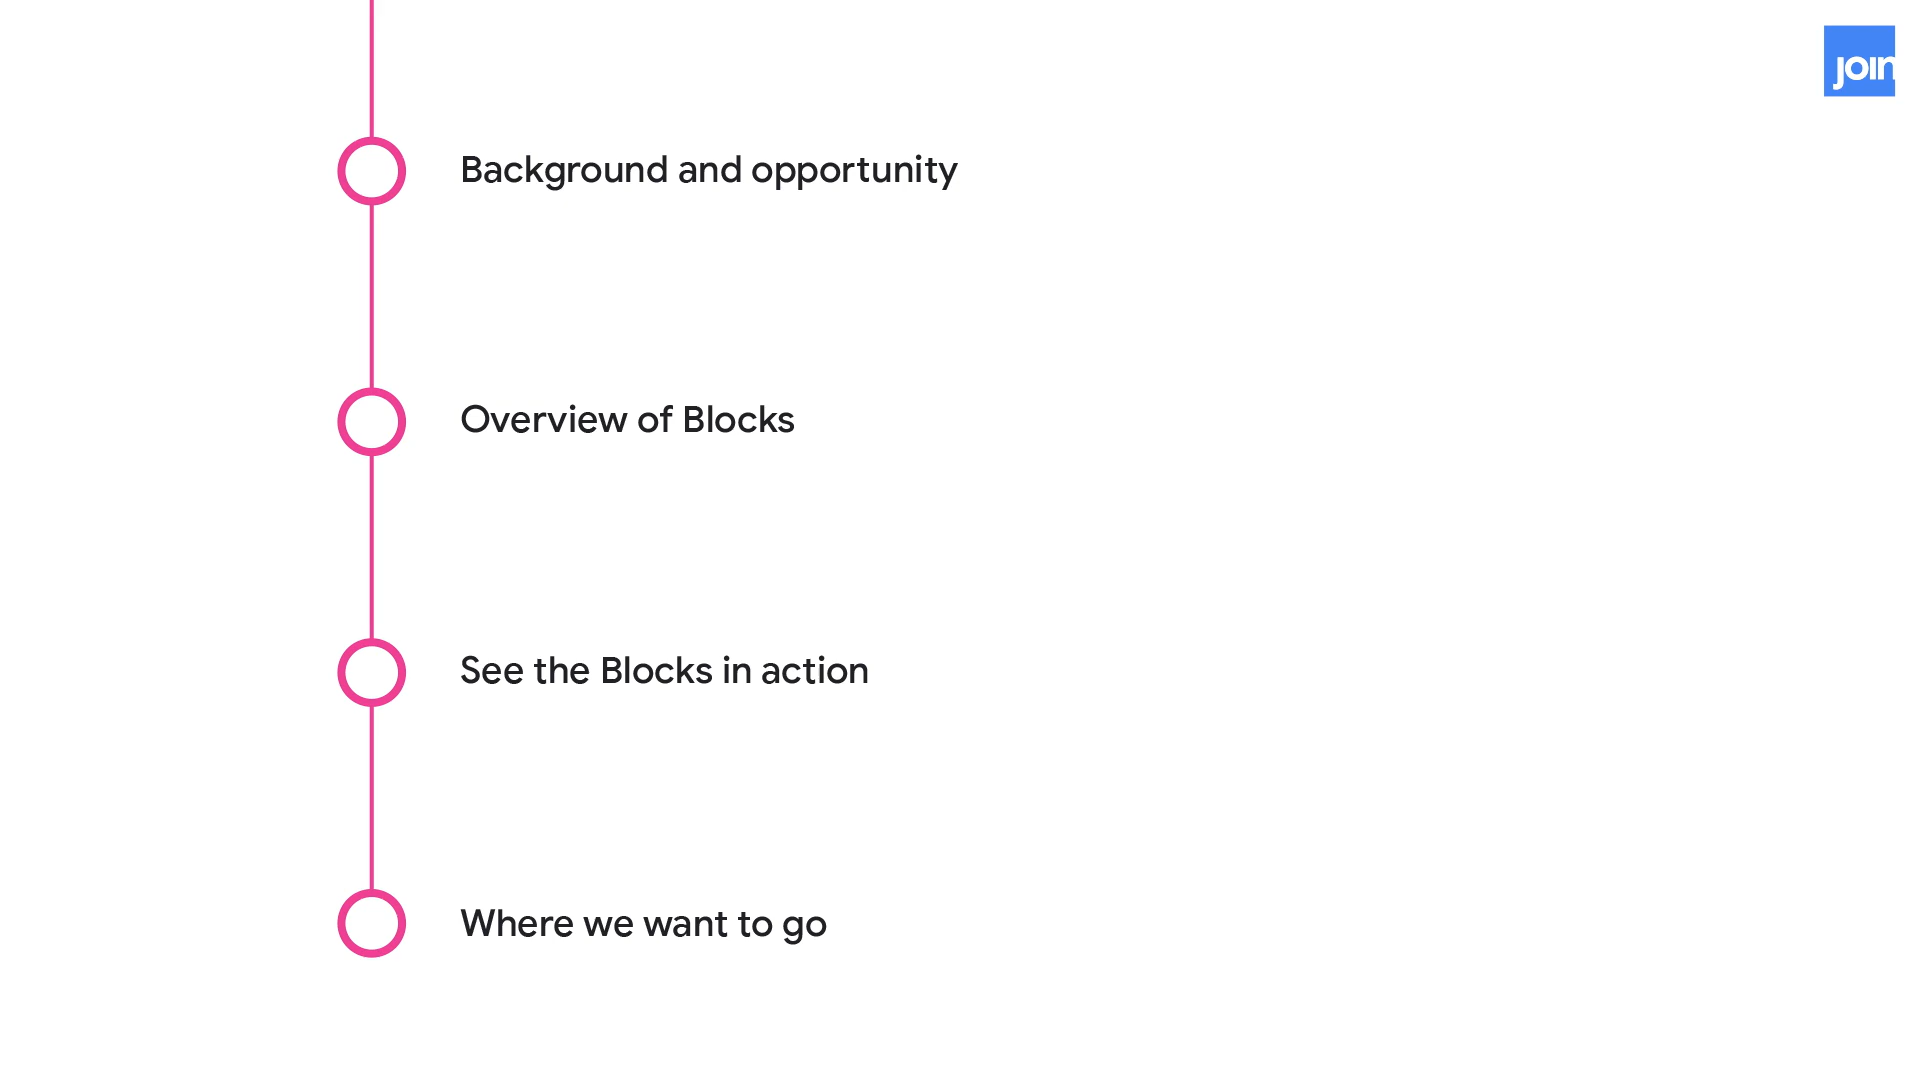 join
Background and opportunity
Overview of Blocks
See the Blocks in action
Where we want to go